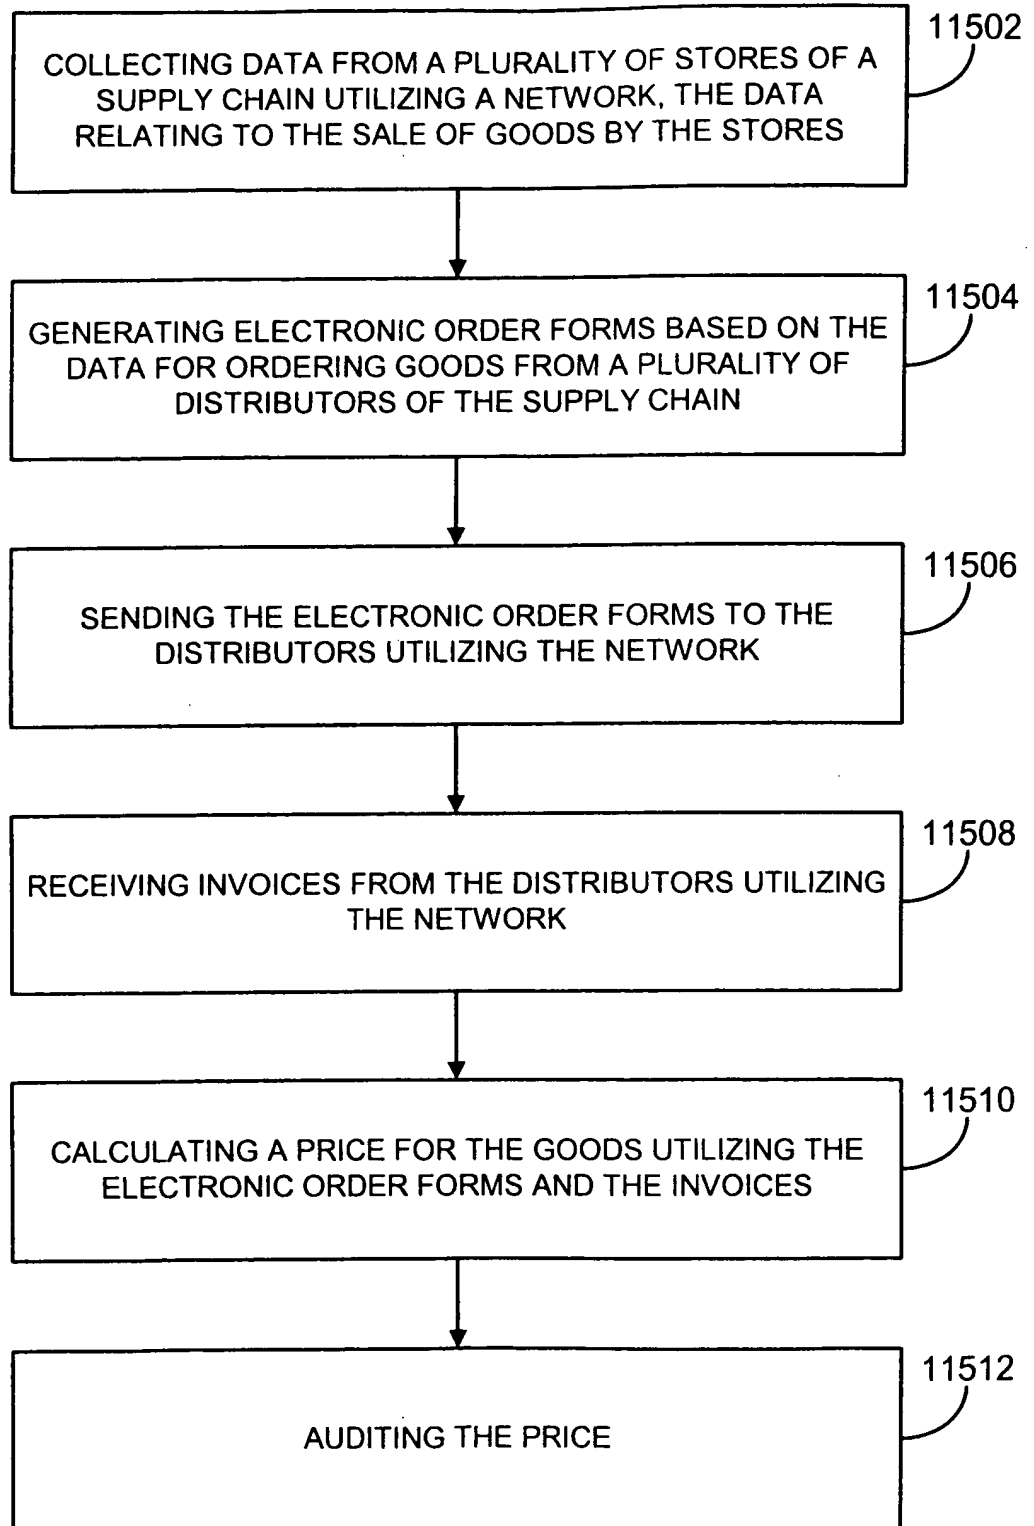 11502
COLLECTING DATA FROM A PLURALITY OF STORES OF A
SUPPLY CHAIN UTILIZING A NETWORK, THE DATA
RELATING TO THE SALE OF GOODS BY THE STORES
11504
GENERATING ELECTRONIC ORDER FORMS BASED ON THE
DATA FOR ORDERING GOODS FROM A PLURALITY OF
DISTRIBUTORS OF THE SUPPLY CHAIN
11506
SENDING THE ELECTRONIC ORDER FORMS TO THE
DISTRIBUTORS UTILIZING THE NETWORK
11508
RECEIVING INVOICES FROM THE DISTRIBUTORS UTILIZING
THE NETWORK
11510
CALCULATING A PRICE FOR THE GOODS UTILIZING THE
ELECTRONIC ORDER FORMS AND THE INVOICES
11512
AUDITING THE PRICE